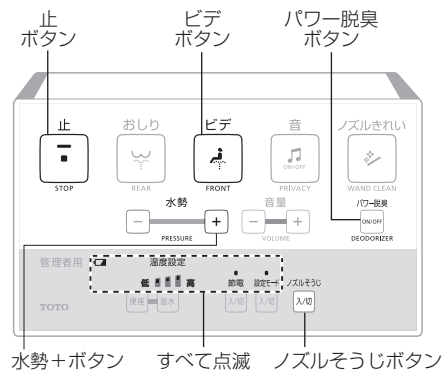 止
ボタン
ビデ
ボタン
パワー脱臭
ボタン
止 おしり ビデ 音 ノズルきれい
ON/OFF
STOP REAR FRONT PRIVACY WAND CLEAN
水勢 音量 パワー脱臭
− + − + ON/OFF
PRESSURE VOLUME DEODORIZER
管理者用 温度設定
低 高 節電 設定モード ノズルそうじ
TOTO 便座 温水 入/切 入/切 入/切
水勢+ボタン すべて点滅 ノズルそうじボタン